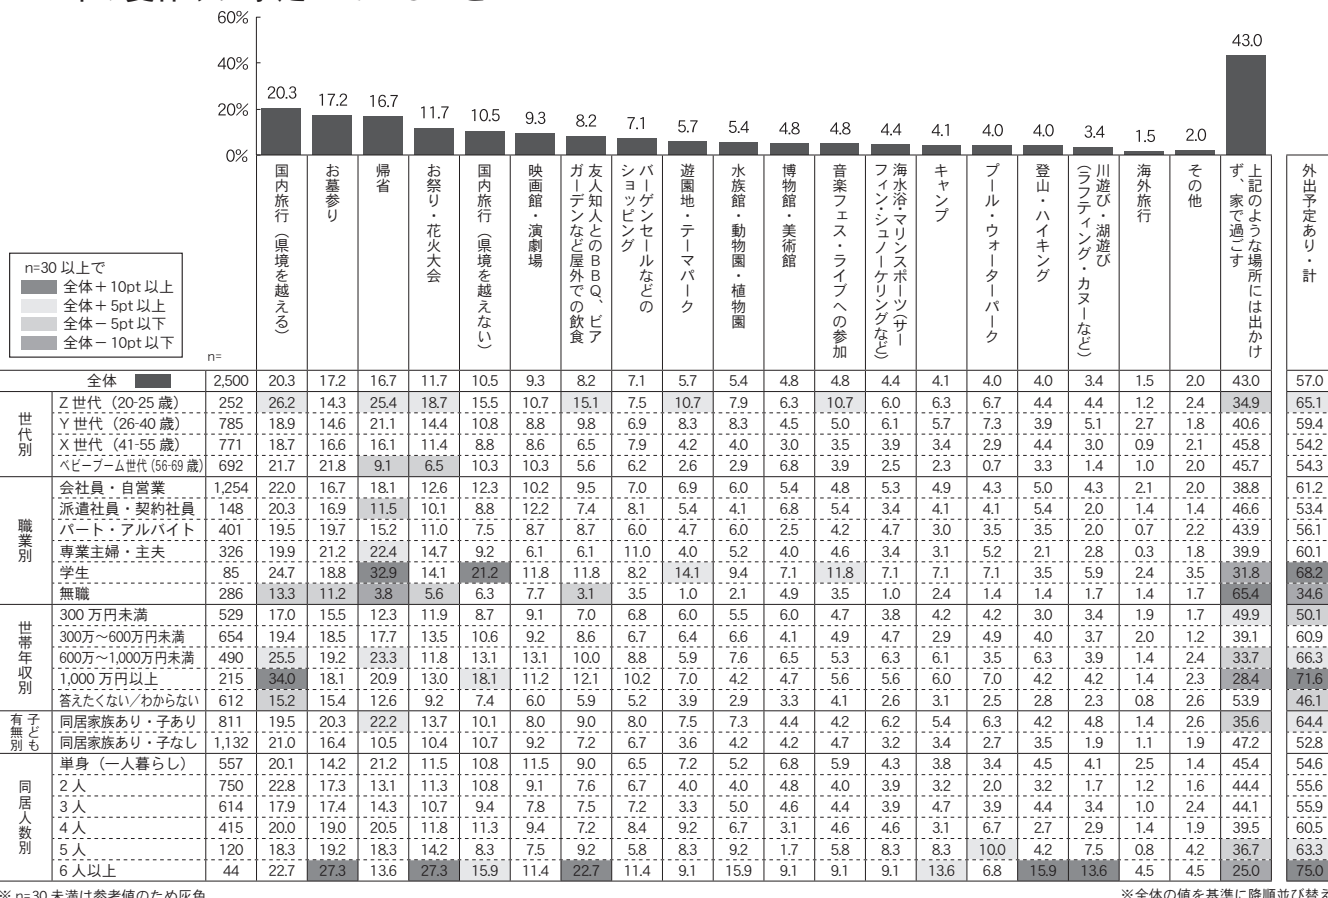 60%
40%
20%
0%
20.3 17.2 16.7 11.7 10.5 9.3 8.2 7.1 5.7 5.4 4.8 4.8 4.4 4.1 4.0 4.0 3.4 1.5 2.0 43.0
国内旅行（県境を越える）
お墓参り
帰省
お祭り・花火大会
国内旅行（県境を越えない）
映画館・演劇場
友人知人とのBBQ、ビア
ガーデンなど屋外での飲食
バーゲンセールなどの
ショッピング
遊園地・テーマパーク
水族館・動物園・植物園
博物館・美術館
音楽フェス・ライブへの参加
海水浴・マリンスポーツ（サー
フィン・シュノーケリングなど）
キャンプ
プール・ウォーターパーク
登山・ハイキング
川遊び・湖遊び
（ラフティング・カヌーなど）
海外旅行
その他
上記のような場所には出かけ
ず、家で過ごす
外出予定あり・計
n=30 以上で
全体＋10pt 以上
全体＋5pt 以上
全体－5pt 以下
全体－10pt 以下
n=
全体 2,500 20.3 17.2 16.7 11.7 10.5 9.3 8.2 7.1 5.7 5.4 4.8 4.8 4.4 4.1 4.0 4.0 3.4 1.5 2.0 43.0 57.0
世代別
Z 世代（20-25 歳） 252 26.2 14.3 25.4 18.7 15.5 10.7 15.1 7.5 10.7 7.9 6.3 10.7 6.0 6.3 6.7 4.4 4.4 1.2 2.4 34.9 65.1
Y 世代（26-40 歳） 785 18.9 14.6 21.1 14.4 10.8 8.8 9.8 6.9 8.3 8.3 4.5 5.0 6.1 5.7 7.3 3.9 5.1 2.7 1.8 40.6 59.4
X 世代（41-55 歳） 771 18.7 16.6 16.1 11.4 8.8 8.6 6.5 7.9 4.2 4.0 3.0 3.5 3.9 3.4 2.9 4.4 3.0 0.9 2.1 45.8 54.2
ベビーブーム世代（56-69 歳） 692 21.7 21.8 9.1 6.5 10.3 10.3 5.6 6.2 2.6 2.9 6.8 3.9 2.5 2.3 0.7 3.3 1.4 1.0 2.0 45.7 54.3
職業別
会社員・自営業 1,254 22.0 16.7 18.1 12.6 12.3 10.2 9.5 7.0 6.9 6.0 5.4 4.8 5.3 4.9 4.3 5.0 4.3 2.1 2.0 38.8 61.2
派遣社員・契約社員 148 20.3 16.9 11.5 10.1 8.8 12.2 7.4 8.1 5.4 4.1 6.8 5.4 3.4 4.1 4.1 5.4 2.0 1.4 1.4 46.6 53.4
パート・アルバイト 401 19.5 19.7 15.2 11.0 7.5 8.7 8.7 6.0 4.7 6.0 2.5 4.2 4.7 3.0 3.5 3.5 2.0 0.7 2.2 43.9 56.1
専業主婦・主夫 326 19.9 21.2 22.4 14.7 9.2 6.1 6.1 11.0 4.0 5.2 4.0 4.6 3.4 3.1 5.2 2.1 2.8 0.3 1.8 39.9 60.1
学生 85 24.7 18.8 32.9 14.1 21.2 11.8 11.8 8.2 14.1 9.4 7.1 11.8 7.1 7.1 7.1 3.5 5.9 2.4 3.5 31.8 68.2
無職 286 13.3 11.2 3.8 5.6 6.3 7.7 3.1 3.5 1.0 2.1 4.9 3.5 1.0 2.4 1.4 1.4 1.7 1.4 1.7 65.4 34.6
世帯年収別
300 万円未満 529 17.0 15.5 12.3 11.9 8.7 9.1 7.0 6.8 6.0 5.5 6.0 4.7 3.8 4.2 4.2 3.0 3.4 1.9 1.7 49.9 50.1
300万〜600万円未満 654 19.4 18.5 17.7 13.5 10.6 9.2 8.6 6.7 6.4 6.6 4.1 4.9 4.7 2.9 4.9 4.0 3.7 2.0 1.2 39.1 60.9
600万〜1,000万円未満 490 25.5 19.2 23.3 11.8 13.1 13.1 10.0 8.8 5.9 7.6 6.5 5.3 6.3 6.1 3.5 6.3 3.9 1.4 2.4 33.7 66.3
1,000 万円以上 215 34.0 18.1 20.9 13.0 18.1 11.2 12.1 10.2 7.0 4.2 4.7 5.6 5.6 6.0 7.0 4.2 4.2 1.4 2.3 28.4 71.6
答えたくない／わからない 612 15.2 15.4 12.6 9.2 7.4 6.0 5.9 5.2 3.9 2.9 3.3 4.1 2.6 3.1 2.5 2.8 2.3 0.8 2.6 53.9 46.1
子ども有無別
同居家族あり・子あり 811 19.5 20.3 22.2 13.7 10.1 8.0 9.0 8.0 7.5 7.3 4.4 4.2 6.2 5.4 6.3 4.2 4.8 1.4 2.6 35.6 64.4
同居家族あり・子なし 1,132 21.0 16.4 10.5 10.4 10.7 9.2 7.2 6.7 3.6 4.2 4.2 4.7 3.2 3.4 2.7 3.5 1.9 1.1 1.9 47.2 52.8
同居人数別
単身（一人暮らし） 557 20.1 14.2 21.2 11.5 10.8 11.5 9.0 6.5 7.2 5.2 6.8 5.9 4.3 3.8 3.4 4.5 4.1 2.5 1.4 45.4 54.6
2 人 750 22.8 17.3 13.1 11.3 10.8 9.1 7.6 6.7 4.0 4.0 4.8 4.0 3.9 3.2 2.0 3.2 1.7 1.2 1.6 44.4 55.6
3 人 614 17.9 17.4 14.3 10.7 9.4 7.8 7.5 7.2 3.3 5.0 4.6 4.4 3.9 4.7 3.9 4.4 3.4 1.0 2.4 44.1 55.9
4 人 415 20.0 19.0 20.5 11.8 11.3 9.4 7.2 8.4 9.2 6.7 3.1 4.6 4.6 3.1 6.7 2.7 2.9 1.4 1.9 39.5 60.5
5 人 120 18.3 19.2 18.3 14.2 8.3 7.5 9.2 5.8 8.3 9.2 1.7 5.8 8.3 8.3 10.0 4.2 7.5 0.8 4.2 36.7 63.3
6 人以上 44 22.7 27.3 13.6 27.3 15.9 11.4 22.7 11.4 9.1 15.9 9.1 9.1 9.1 13.6 6.8 15.9 13.6 4.5 4.5 25.0 75.0
※ n=30 未満は参考値のため灰色
※全体の値を基準に降順並び替え